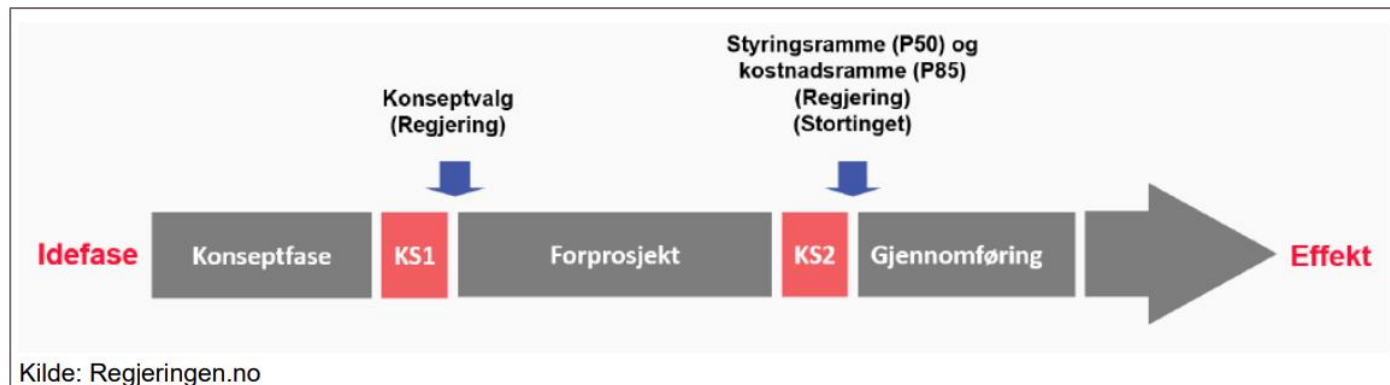 Styringsramme (P50) og
kostnadsramme (P85)
(Regjering)
(Stortinget)
Konseptvalg
(Regjering)
Idefase
Konseptfase
KS1
Forprosjekt
KS2
Gjennomføring
Effekt
Kilde: Regjeringen.no